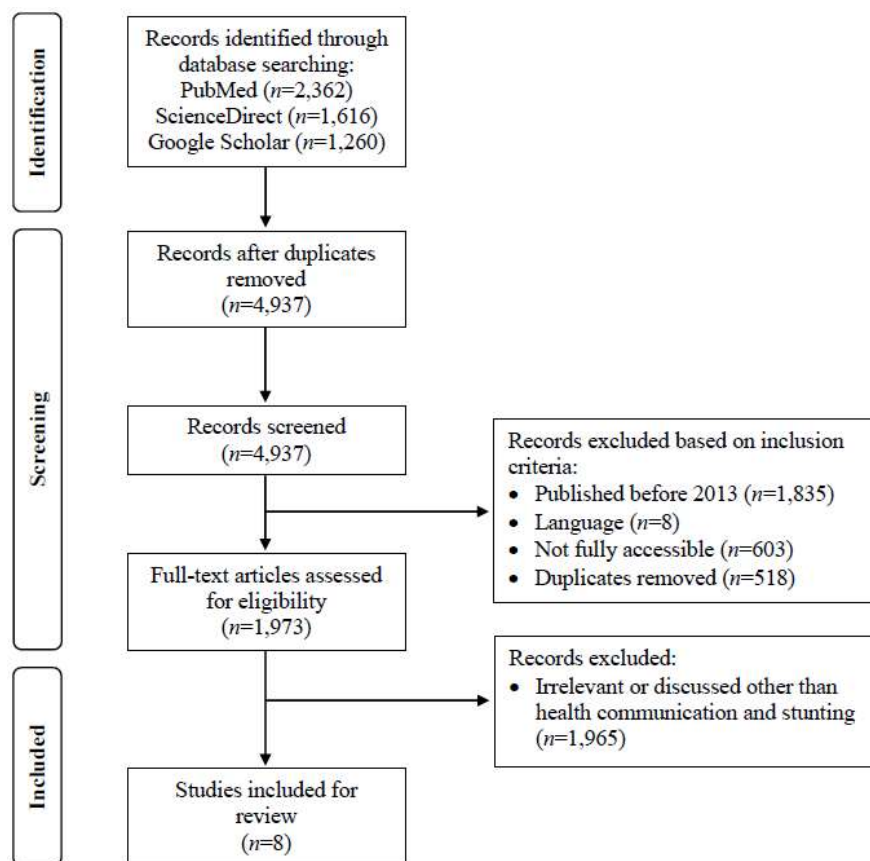 Identification
Records identified through
database searching:
PubMed (n=2,362)
ScienceDirect (n=1,616)
Google Scholar (n=1,260)
Screening
Records after duplicates
removed
(n=4,937)
Records screened
(n=4,937)
Records excluded based on inclusion
criteria:
• Published before 2013 (n=1,835)
• Language (n=8)
• Not fully accessible (n=603)
• Duplicates removed (n=518)
Full-text articles assessed
for eligibility
(n=1,973)
Records excluded:
• Irrelevant or discussed other than
health communication and stunting
(n=1,965)
Included
Studies included for
review
(n=8)